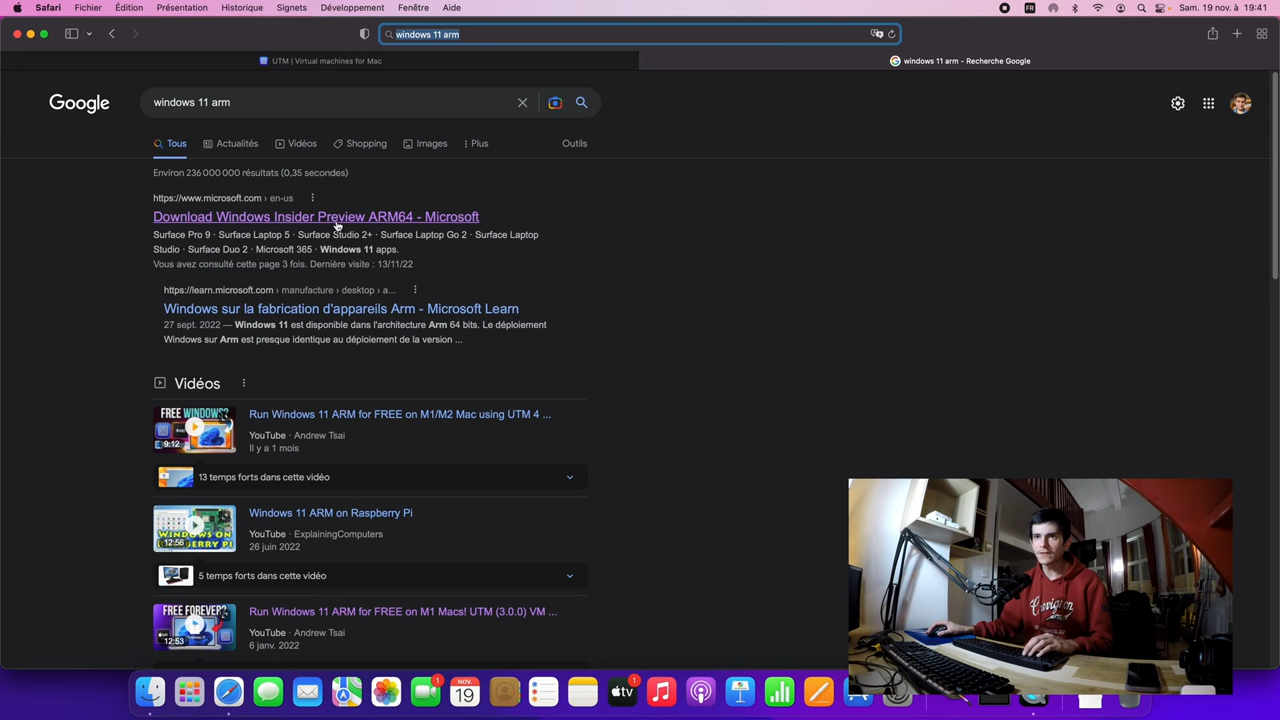 Safari Fichier Édition Présentation Historique Signets Développement Fenêtre Aide FR Sam. 19 nov. à 19:41
windows 11 arm
UTM | Virtual machines for Mac
windows 11 arm - Recherche Google
Google windows 11 arm
Tous Actualités Vidéos Shopping Images Plus Outils
Environ 236 000 000 résultats (0,35 secondes)
https://www.microsoft.com › en-us
Download Windows Insider Preview ARM64 - Microsoft
Surface Pro 9 · Surface Laptop 5 · Surface Studio 2+ · Surface Laptop Go 2 · Surface Laptop
Studio · Surface Duo 2 · Microsoft 365 · Windows 11 apps.
Vous avez consulté cette page 3 fois. Dernière visite : 13/11/22
https://learn.microsoft.com › manufacture › desktop › a...
Windows sur la fabrication d'appareils Arm - Microsoft Learn
27 sept. 2022 — Windows 11 est disponible dans l'architecture Arm 64 bits. Le déploiement
Windows sur Arm est presque identique au déploiement de la version ...
Vidéos
FREE WINDOWS?
9:12
Run Windows 11 ARM for FREE on M1/M2 Mac using UTM 4 ...
YouTube · Andrew Tsai
Il y a 1 mois
13 temps forts dans cette vidéo
WINDOWS ON
RASPBERRY PI
12:56
Windows 11 ARM on Raspberry Pi
YouTube · ExplainingComputers
26 juin 2022
5 temps forts dans cette vidéo
FREE FOREVER?
12:53
Run Windows 11 ARM for FREE on M1 Macs! UTM (3.0.0) VM ...
YouTube · Andrew Tsai
6 janv. 2022
Chevignon
1
NOV.
19
tv
1